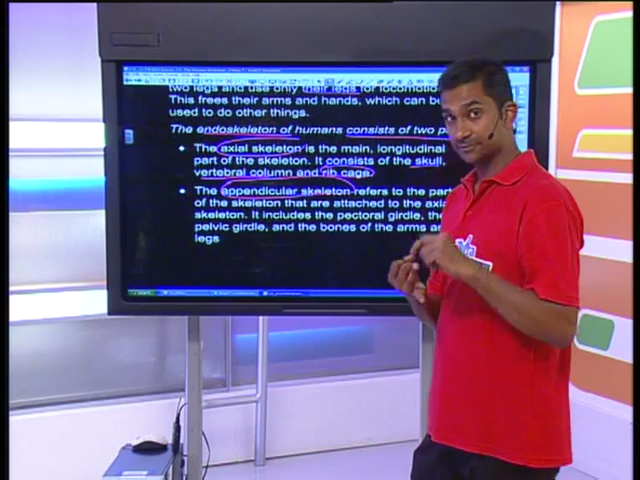 two legs and use only their legs for locomotion
This frees their arms and hands, which can be
used to do other things.
The endoskeleton of humans consists of two p
• The axial skeleton is the main, longitudinal
part of the skeleton. It consists of the skull,
vertebral column and rib cage
• The appendicular skeleton refers to the part
of the skeleton that are attached to the axia
skeleton. It includes the pectoral girdle, the
pelvic girdle, and the bones of the arms a
legs